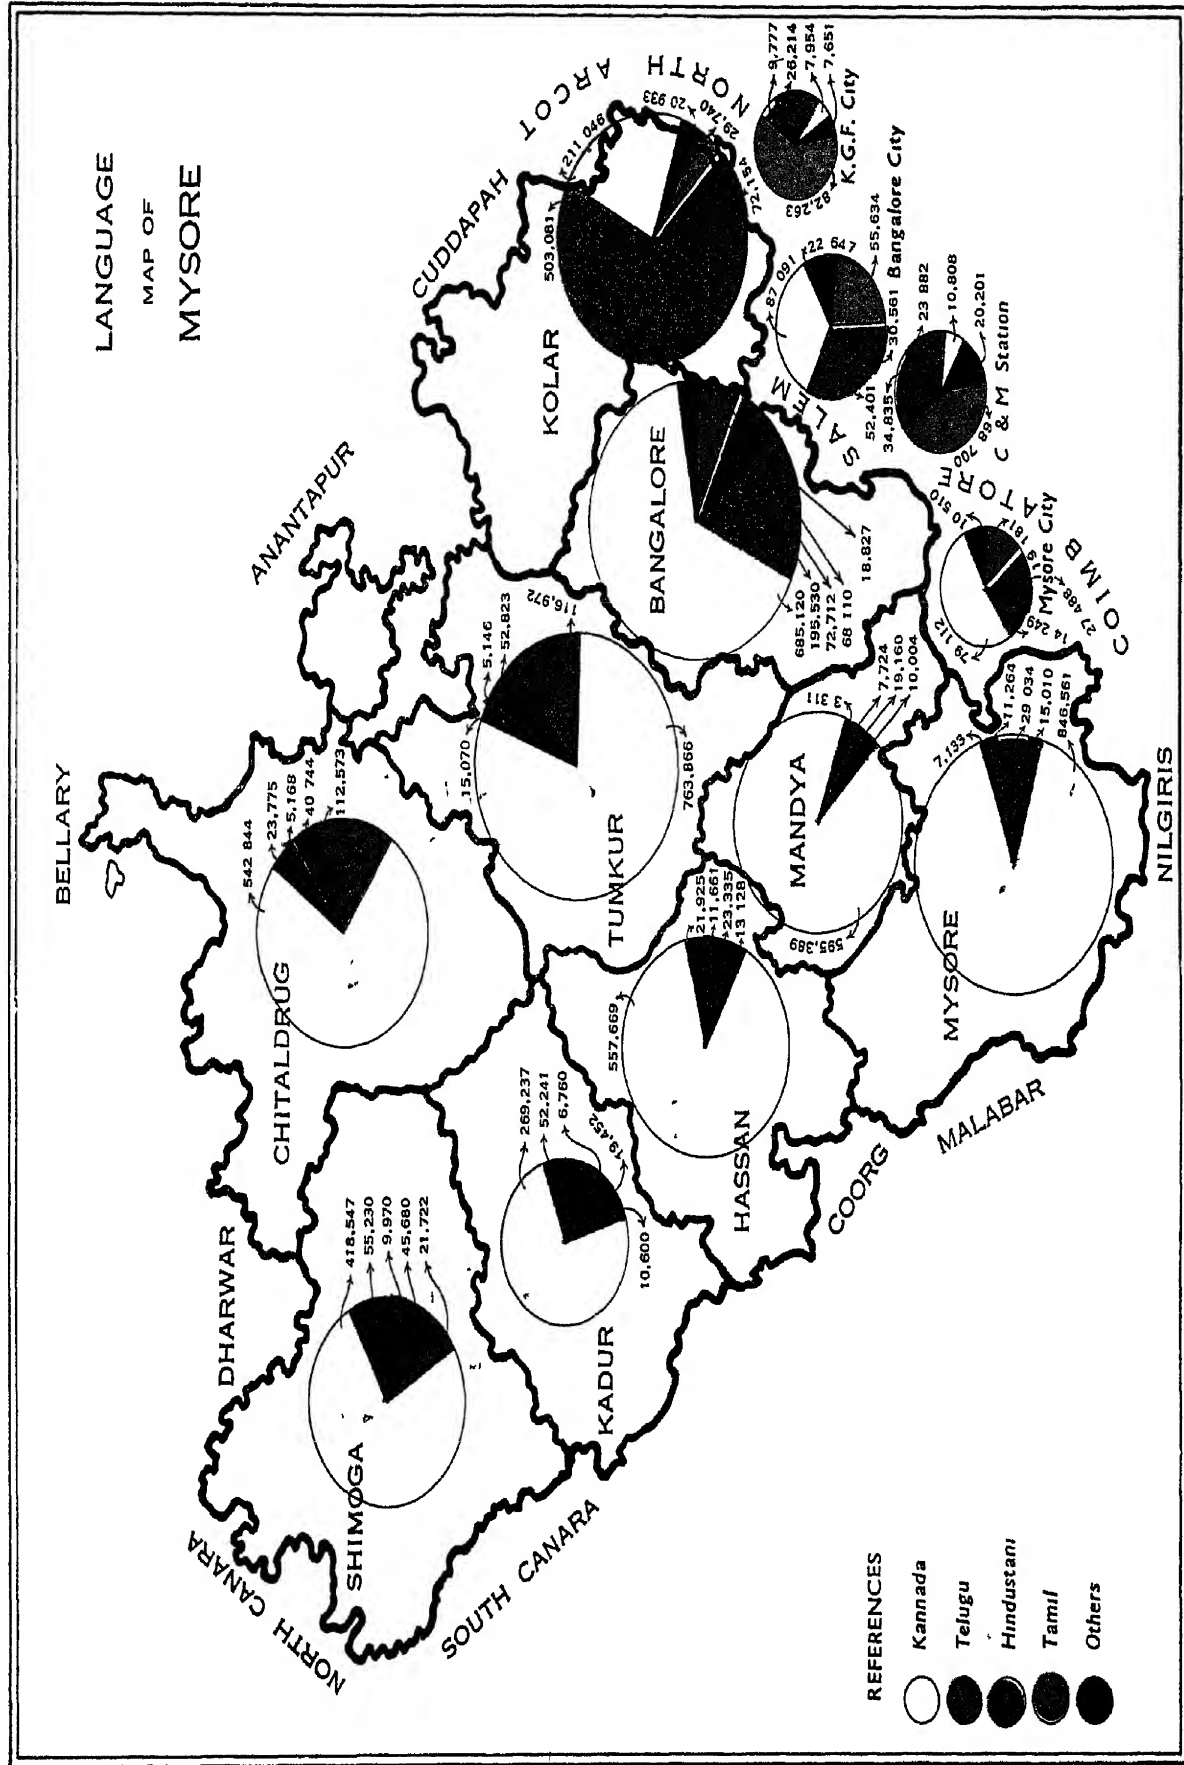 LANGUAGE
MAP OF
MYSORE
BELLARY
ANANTAPUR
CUDDAPAH
NORTH ARCOT
SALEM
COIMBATORE
NILGIRIS
MALABAR
COORG
SOUTH CANARA
NORTH CANARA
DHARWAR
SHIMOGA
418.547
55,230
9.970
45.680
21.722
CHITALDRUG
542 844
23,775
5,168
40 744
112.573
KADUR
269,237
52,241
6,760
19,452
10,600
TUMKUR
15,070
5,146
52.823
116,972
763,866
HASSAN
557.669
21,925
11,661
23,335
13 128
KOLAR
503,081
211 046
20 933
29,740
72,154
BANGALORE
685.120
195.530
72,712
68 110
18,827
MANDYA
3 311
7,724
19,160
10,004
595,389
MYSORE
7,133
11,264
29 034
15,010
846,561
K.G.F. City
9,777
26,214
7,954
7,651
82,263
Bangalore City
87 091
22 647
55,634
30.561
52,401
C & M Station
34,835
23 882
10,808
20.201
68 700
Mysore City
10 510
19 181
27 488
14 249
79 112
REFERENCES
Kannada
Telugu
Hindustani
Tamil
Others